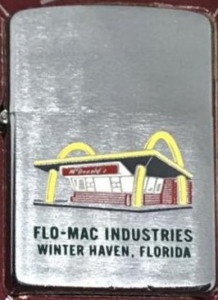 McDonald's
FLO-MAC INDUSTRIES
WINTER HAVEN, FLORIDA